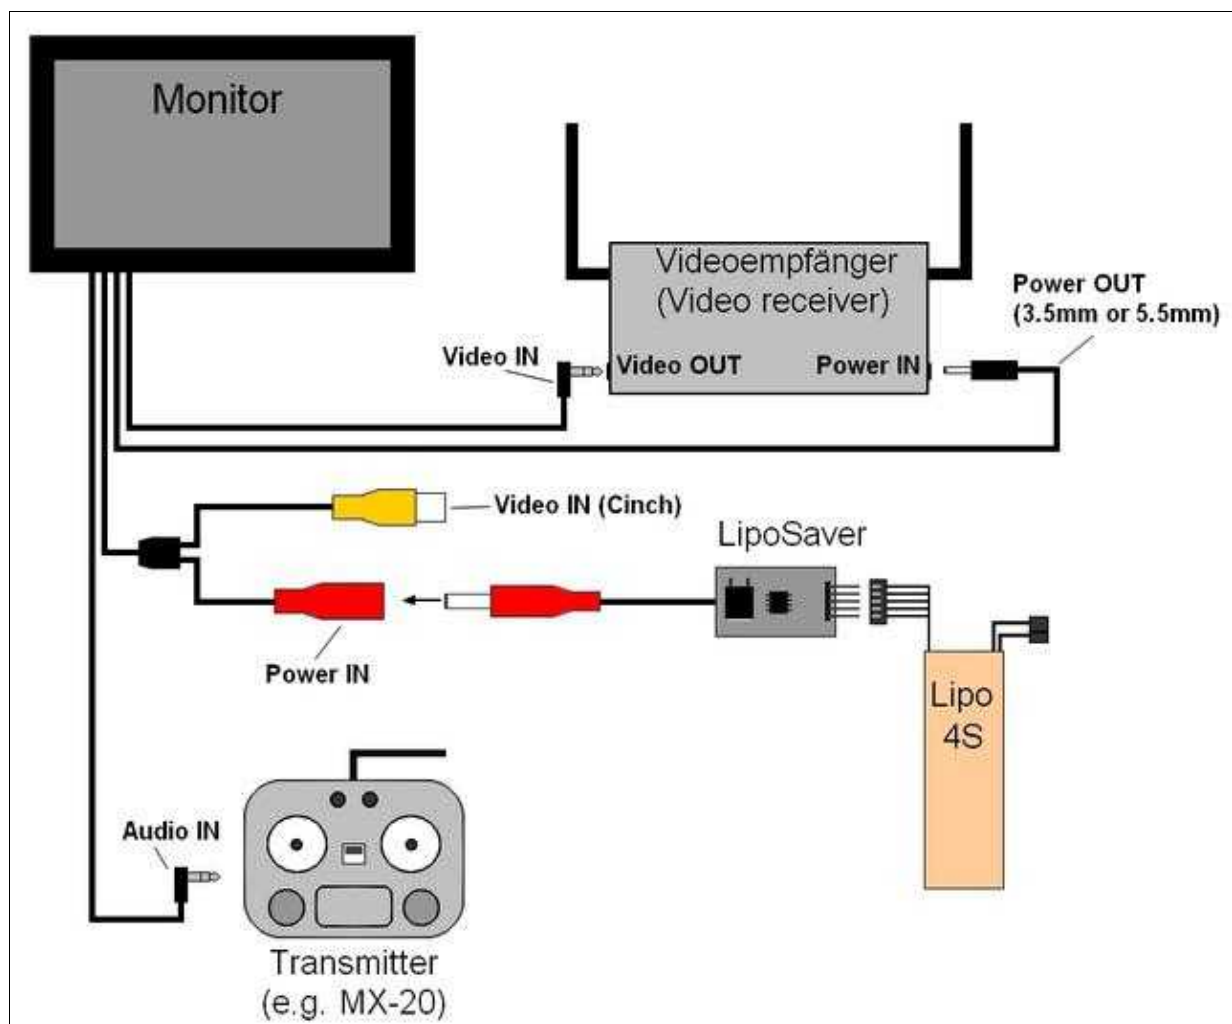 Monitor
Videoempfänger
(Video receiver)
Power OUT
(3.5mm or 5.5mm)
Video IN
Video OUT
Power IN
Video IN (Cinch)
LipoSaver
Power IN
Lipo
4S
Audio IN
Transmitter
(e.g. MX-20)